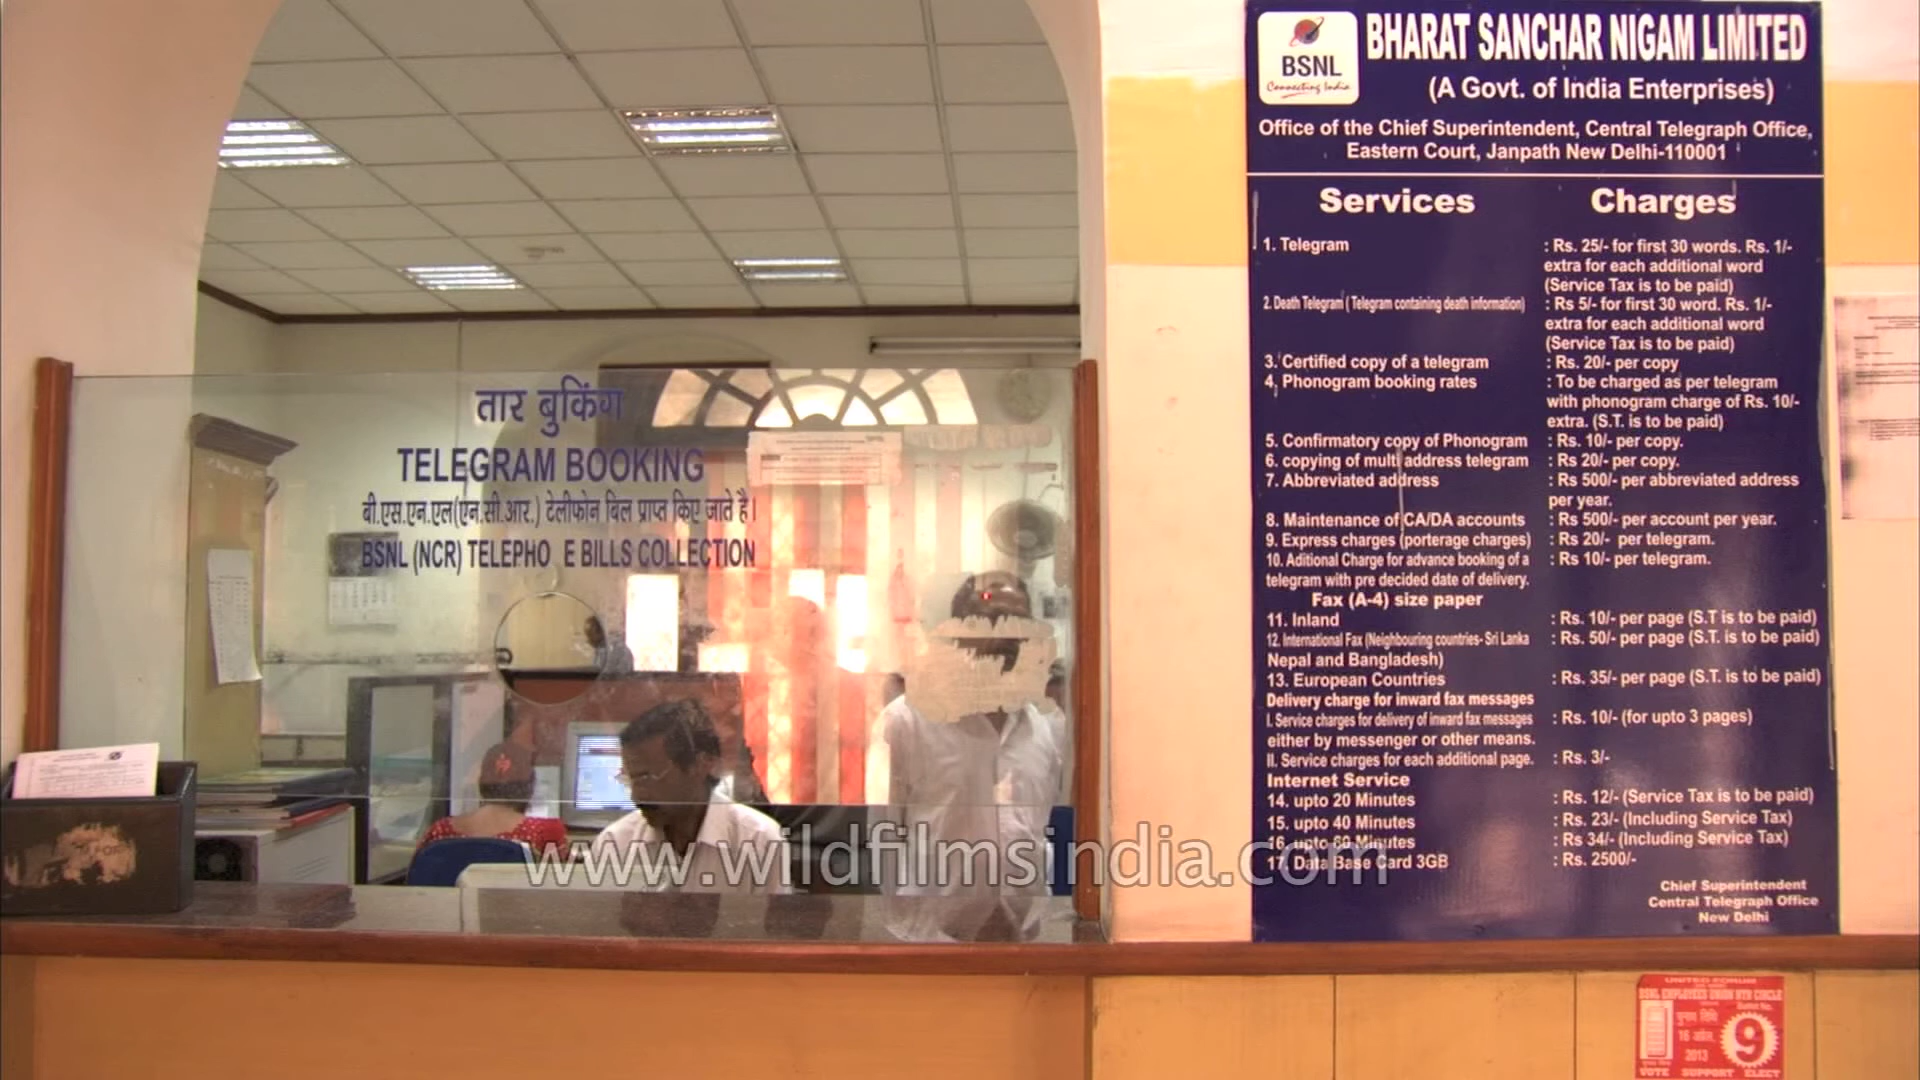 तार बुकिंग
TELEGRAM BOOKING
बी.एस.एन.एल(एन.सी.आर.) टेलीफोन बिल प्राप्त किए जाते है।
BSNL (NCR) TELEPHO E BILLS COLLECTION
BSNL
Connecting India
BHARAT SANCHAR NIGAM LIMITED
(A Govt. of India Enterprises)
Office of the Chief Superintendent, Central Telegraph Office,
Eastern Court, Janpath New Delhi-110001
Services Charges
1. Telegram : Rs. 25/- for first 30 words. Rs. 1/-
extra for each additional word
(Service Tax is to be paid)
2. Death Telegram ( Telegram containing death information) : Rs 5/- for first 30 word. Rs. 1/-
extra for each additional word
(Service Tax is to be paid)
3. Certified copy of a telegram : Rs. 20/- per copy
4, Phonogram booking rates : To be charged as per telegram
with phonogram charge of Rs. 10/-
extra. (S.T. is to be paid)
5. Confirmatory copy of Phonogram : Rs. 10/- per copy.
6. copying of multi address telegram : Rs 20/- per copy.
7. Abbreviated address : Rs 500/- per abbreviated address
per year.
8. Maintenance of CA/DA accounts : Rs 500/- per account per year.
9. Express charges (porterage charges) : Rs 20/- per telegram.
10. Aditional Charge for advance booking of a : Rs 10/- per telegram.
telegram with pre decided date of delivery.
Fax (A-4) size paper
11. Inland : Rs. 10/- per page (S.T is to be paid)
12. International Fax (Neighbouring countries- Sri Lanka : Rs. 50/- per page (S.T. is to be paid)
Nepal and Bangladesh)
13. European Countries : Rs. 35/- per page (S.T. is to be paid)
Delivery charge for inward fax messages
I. Service charges for delivery of inward fax messages : Rs. 10/- (for upto 3 pages)
either by messenger or other means.
II. Service charges for each additional page. : Rs. 3/-
Internet Service
14. upto 20 Minutes : Rs. 12/- (Service Tax is to be paid)
15. upto 40 Minutes : Rs. 23/- (Including Service Tax)
16. upto 60 Minutes : Rs 34/- (Including Service Tax)
17. Data Base Card 3GB : Rs. 2500/-
Chief Superintendent
Central Telegraph Office
New Delhi
www.wildfilmsindia.com
UNITED FORUM
BSNL EMPLOYEES UNION
चुनाव तिथि
16 अप्रैल,
2013
9
VOTE SUPPORT ELECT